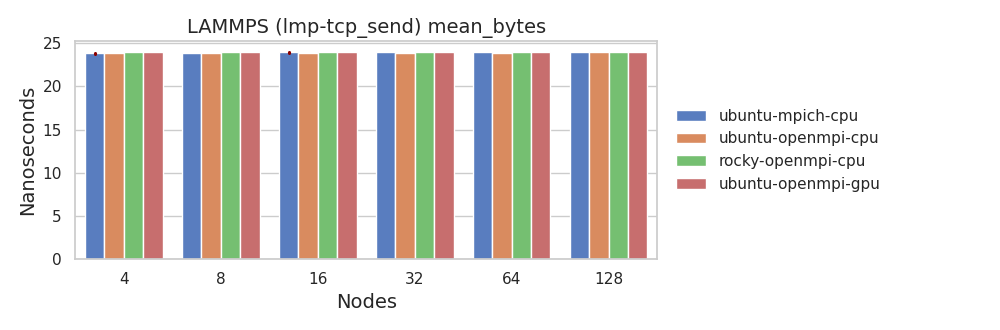 LAMMPS (lmp-tcp_send) mean_bytes
Nanoseconds
25
20
15
10
5
0
4 8 16 32 64 128
Nodes
ubuntu-mpich-cpu
ubuntu-openmpi-cpu
rocky-openmpi-cpu
ubuntu-openmpi-gpu